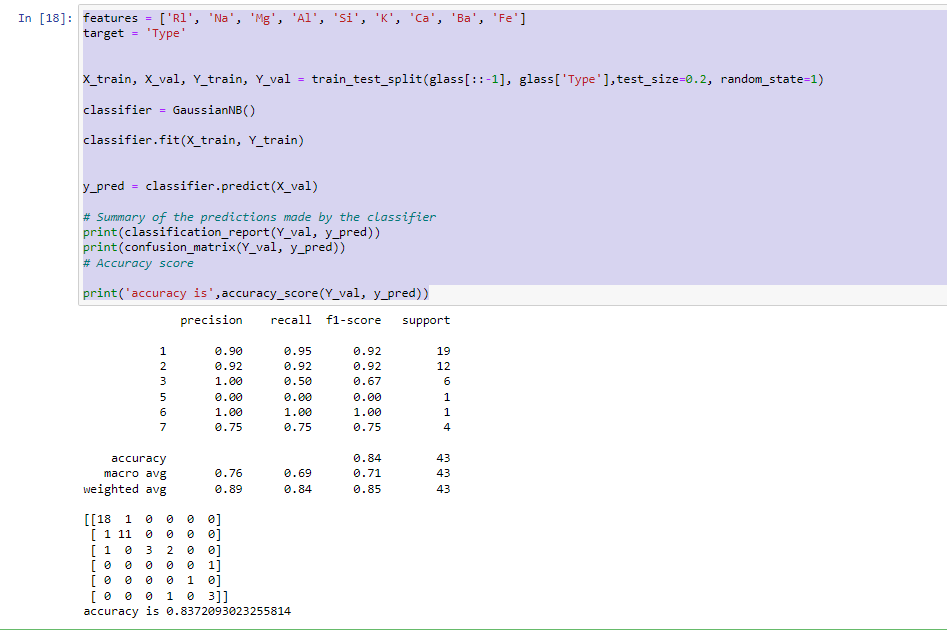 In [18]: features = ['Rl', 'Na', 'Mg', 'Al', 'Si', 'K', 'Ca', 'Ba', 'Fe']
target = 'Type'
X_train, X_val, Y_train, Y_val = train_test_split(glass[::-1], glass['Type'],test_size=0.2, random_state=1)
classifier = GaussianNB()
classifier.fit(X_train, Y_train)
y_pred = classifier.predict(X_val)
# Summary of the predictions made by the classifier
print(classification_report(Y_val, y_pred))
print(confusion_matrix(Y_val, y_pred))
# Accuracy score
print('accuracy is',accuracy_score(Y_val, y_pred))
precision recall f1-score support
1 0.90 0.95 0.92 19
2 0.92 0.92 0.92 12
3 1.00 0.50 0.67 6
5 0.00 0.00 0.00 1
6 1.00 1.00 1.00 1
7 0.75 0.75 0.75 4
accuracy 0.84 43
macro avg 0.76 0.69 0.71 43
weighted avg 0.89 0.84 0.85 43
[[18 1 0 0 0 0]
[ 1 11 0 0 0 0]
[ 1 0 3 2 0 0]
[ 0 0 0 0 0 1]
[ 0 0 0 0 1 0]
[ 0 0 0 1 0 3]]
accuracy is 0.8372093023255814